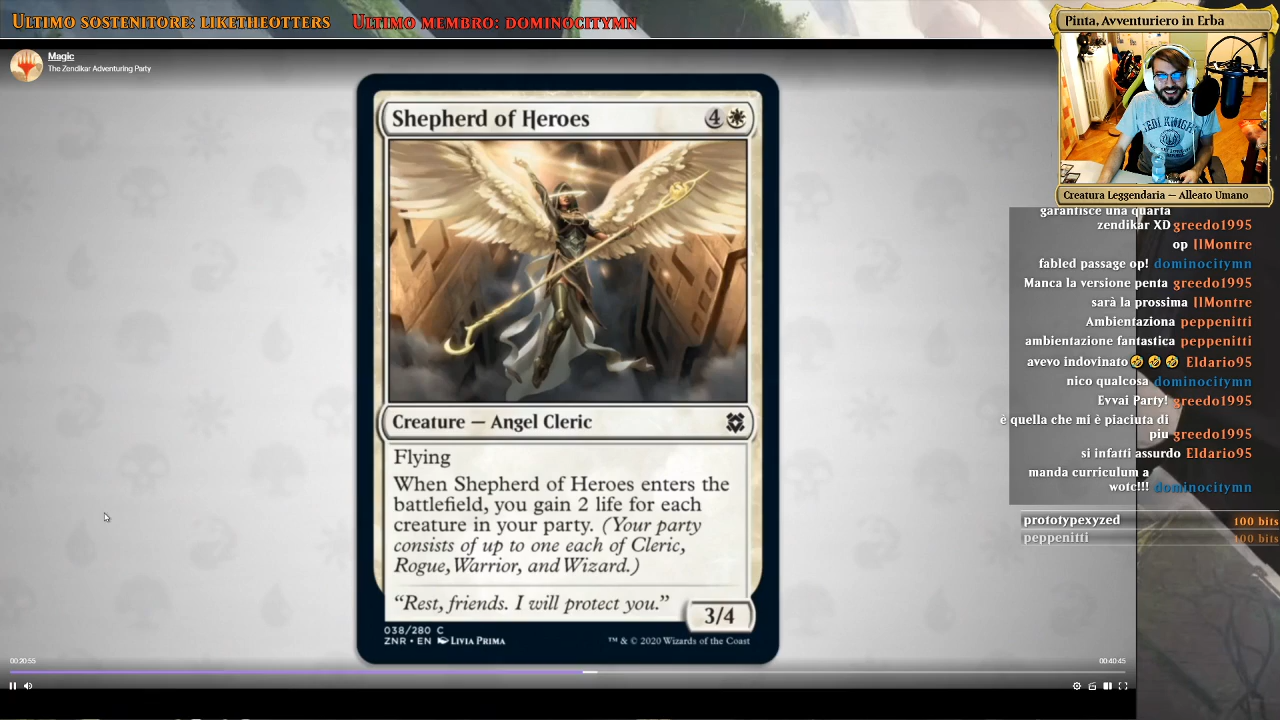 Ultimo sostenitore: liketheotters Ultimo membro: dominocitymn
Magic
The Zendikar Adventuring Party
Shepherd of Heroes 4
Creature — Angel Cleric
Flying
When Shepherd of Heroes enters the
battlefield, you gain 2 life for each
creature in your party. (Your party
consists of up to one each of Cleric,
Rogue, Warrior, and Wizard.)
“Rest, friends. I will protect you.”
3/4
038/280 C
ZNR • EN Livia Prima ™ & © 2020 Wizards of the Coast
00:20:55
00:40:45
Pinta, Avventuriero in Erba
JEDI KNIGHT
Creatura Leggendaria — Alleato Umano
garantisce una quarta
zendikar XD greedo1995
op IlMontre
fabled passage op! dominocitymn
Manca la versione penta greedo1995
sarà la prossima IlMontre
Ambientaziona peppenitti
ambientazione fantastica peppenitti
avevo indovinato🤣🤣🤣 Eldario95
nico qualcosa dominocitymn
Evvai Party! greedo1995
è quella che mi è piaciuta di
piu greedo1995
si infatti assurdo Eldario95
manda curriculum a
wotc!!! dominocitymn
prototypexyzed 100 bits
peppenitti 100 bits